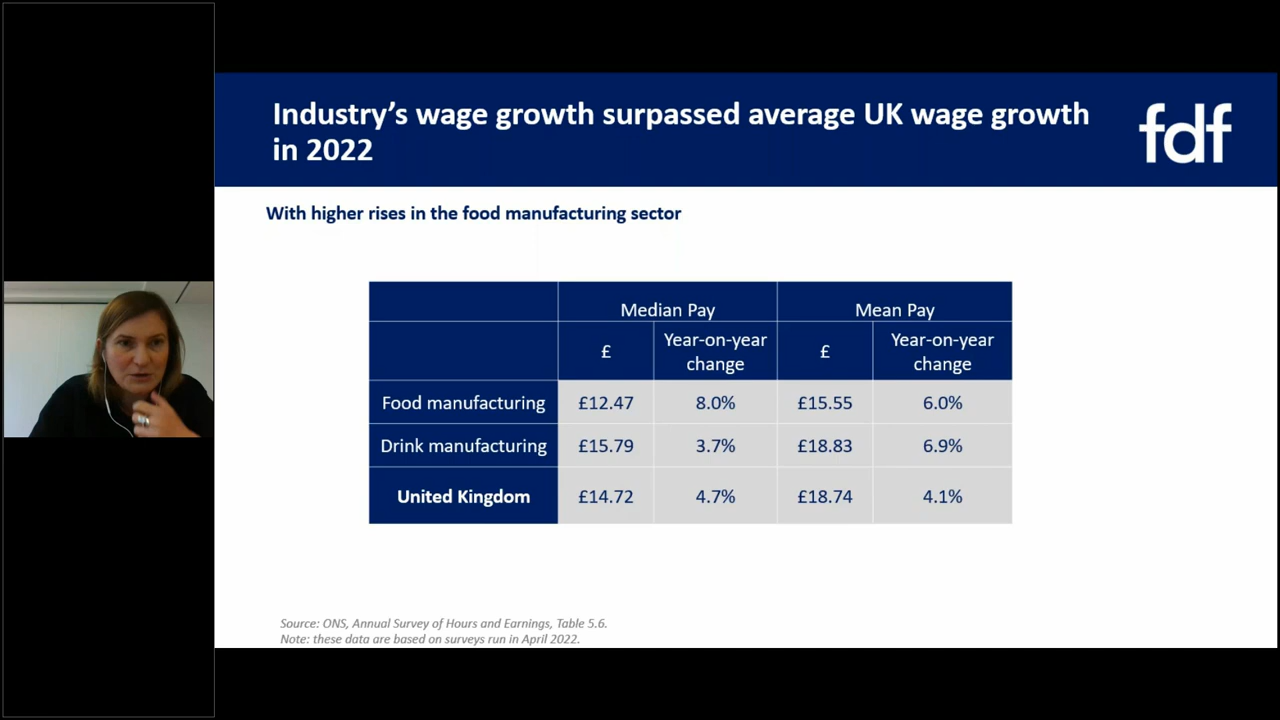 Industry's wage growth surpassed average UK wage growth
in 2022
fdf
With higher rises in the food manufacturing sector
Median Pay Mean Pay
£ Year-on-year change £ Year-on-year change
Food manufacturing £12.47 8.0% £15.55 6.0%
Drink manufacturing £15.79 3.7% £18.83 6.9%
United Kingdom £14.72 4.7% £18.74 4.1%
Source: ONS, Annual Survey of Hours and Earnings, Table 5.6.
Note: these data are based on surveys run in April 2022.